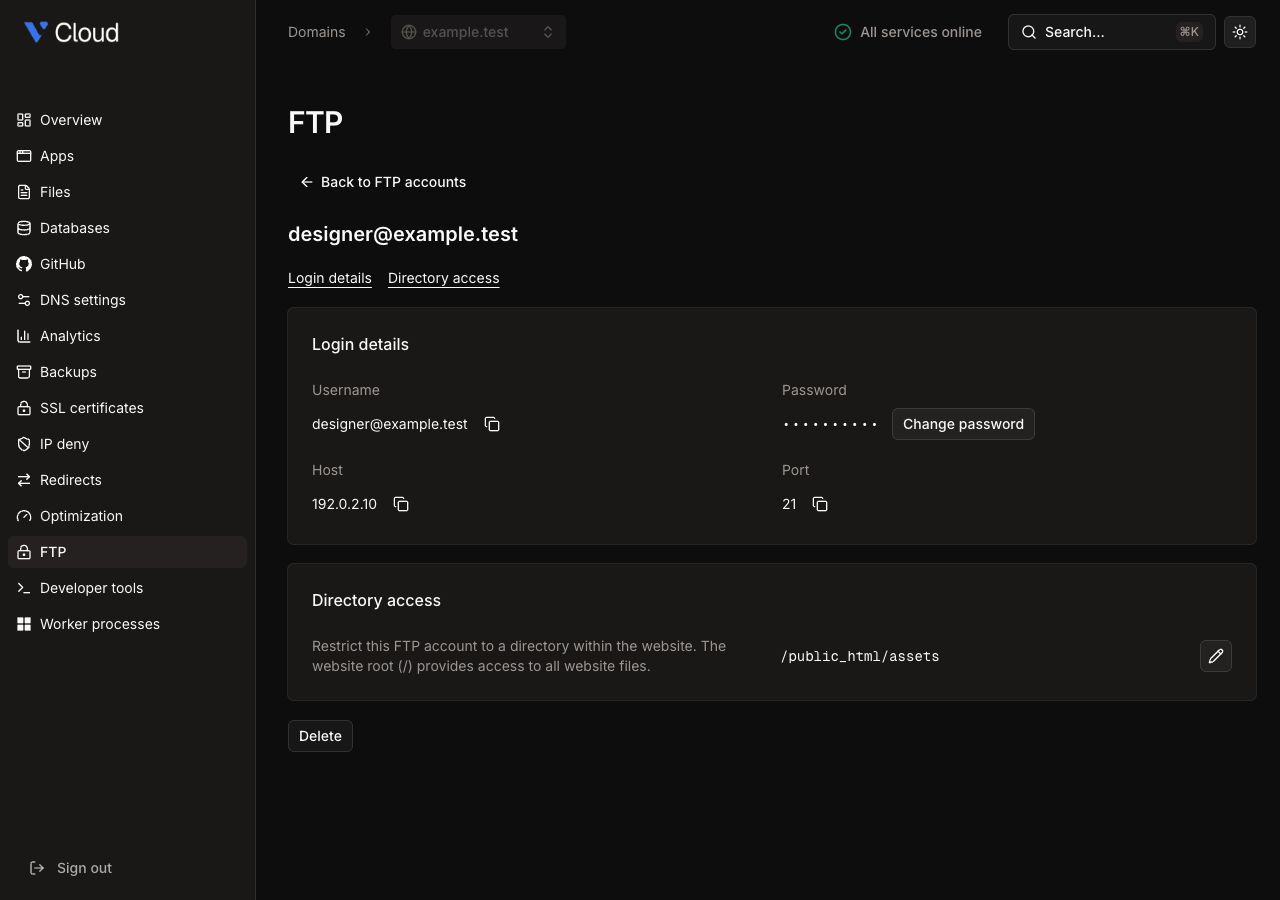 Cloud
Domains
example.test
All services online
Search...
⌘K
Overview
Apps
Files
Databases
GitHub
DNS settings
Analytics
Backups
SSL certificates
IP deny
Redirects
Optimization
FTP
Developer tools
Worker processes
Sign out
FTP
Back to FTP accounts
designer@example.test
Login details
Directory access
Login details
Username
designer@example.test
Password
••••••••••
Change password
Host
192.0.2.10
Port
21
Directory access
Restrict this FTP account to a directory within the website. The
website root (/) provides access to all website files.
/public_html/assets
Delete